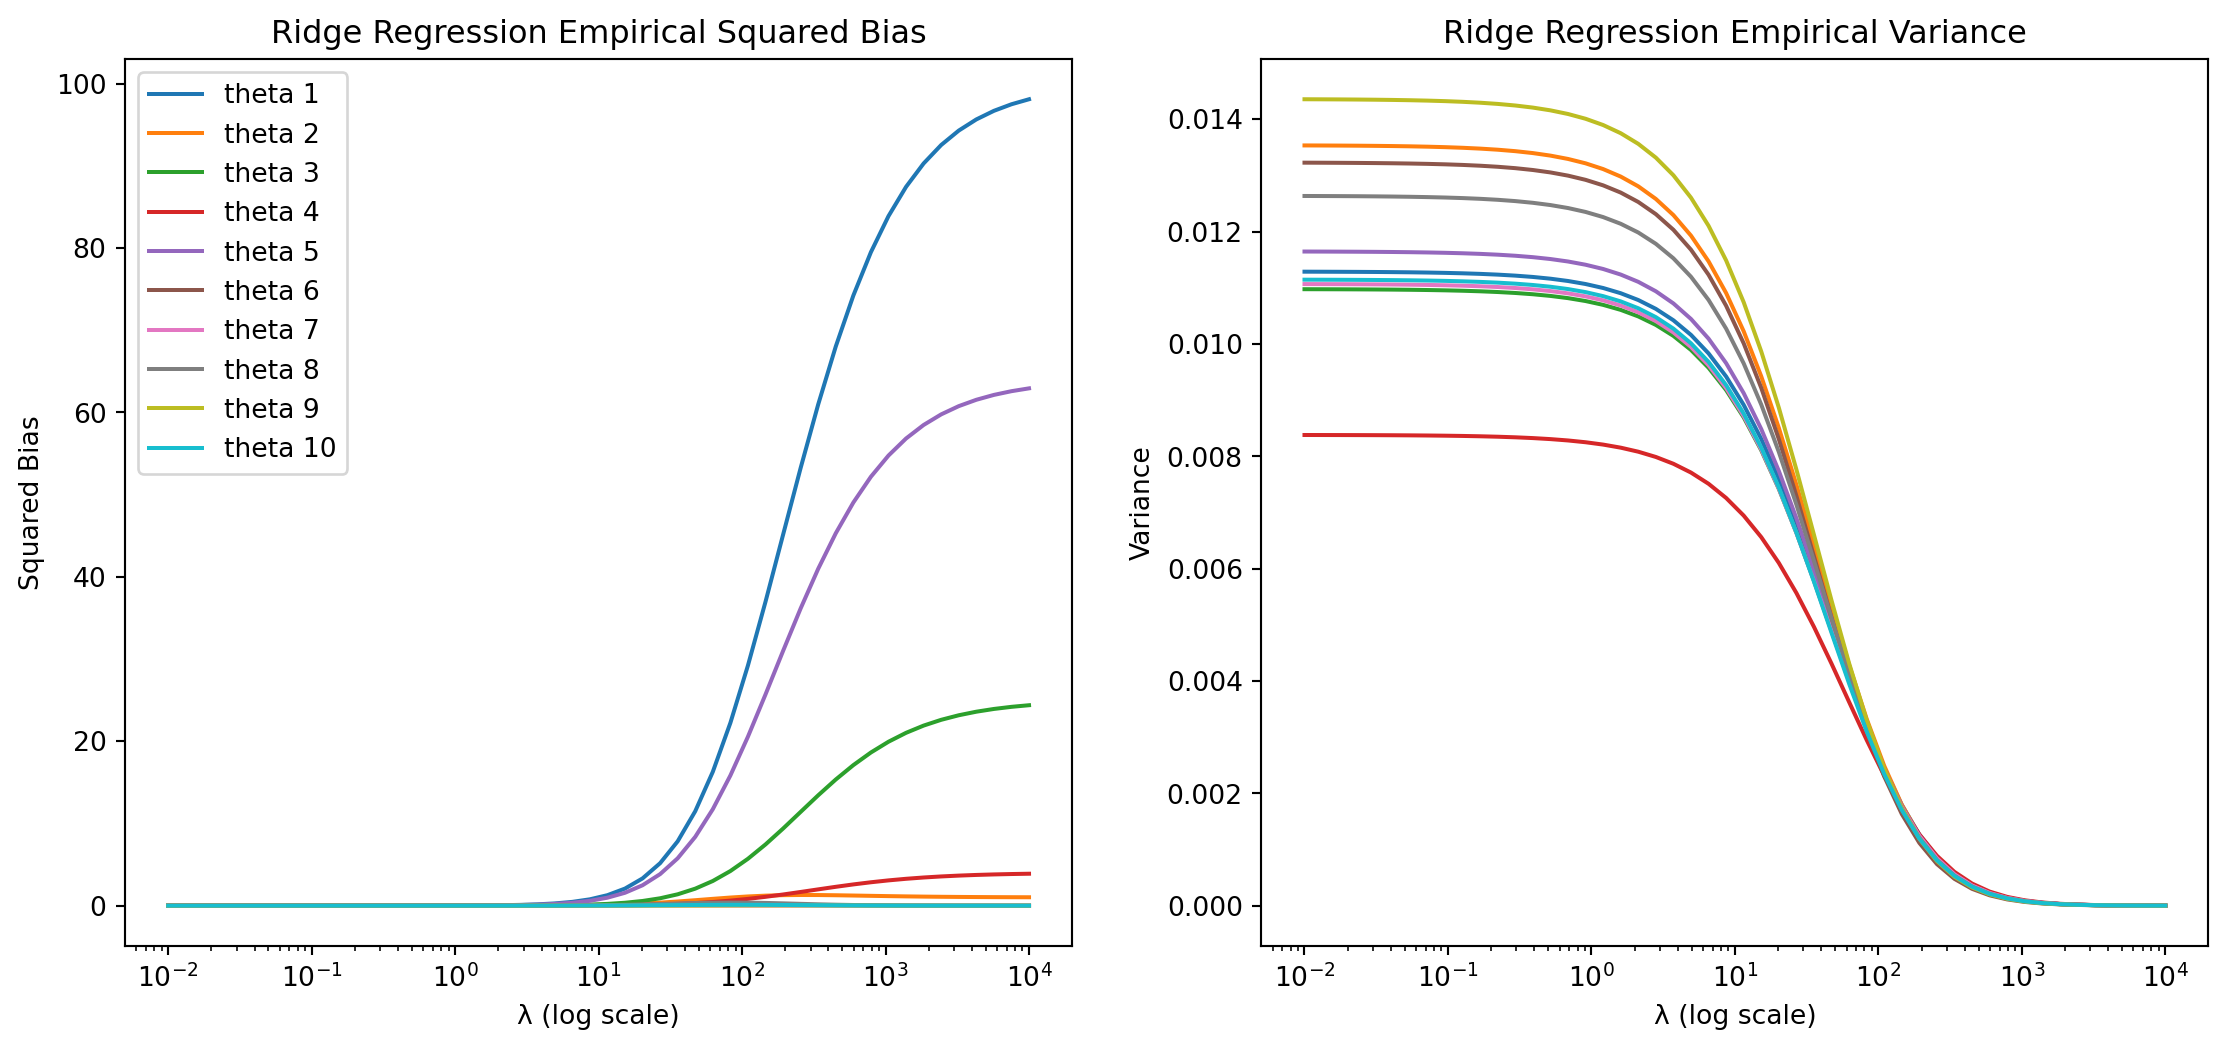 Ridge Regression Empirical Squared Bias
100
80
60
40
20
0
Squared Bias
theta 1
theta 2
theta 3
theta 4
theta 5
theta 6
theta 7
theta 8
theta 9
theta 10
10⁻² 10⁻¹ 10⁰ 10¹ 10² 10³ 10⁴
λ (log scale)
Ridge Regression Empirical Variance
0.014
0.012
0.010
0.008
0.006
0.004
0.002
0.000
Variance
10⁻² 10⁻¹ 10⁰ 10¹ 10² 10³ 10⁴
λ (log scale)